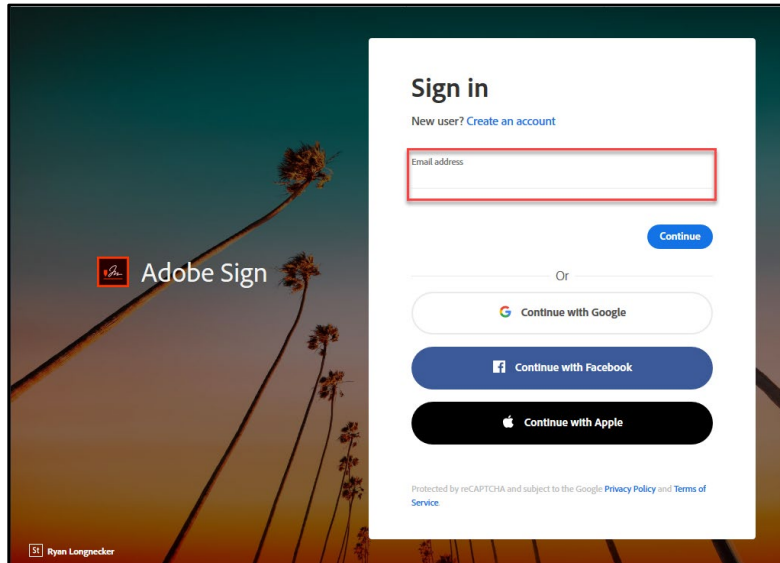 Adobe Sign
St Ryan Longnecker
Sign in
New user? Create an account
Email address
Continue
Or
Continue with Google
Continue with Facebook
Continue with Apple
Protected by reCAPTCHA and subject to the Google Privacy Policy and Terms of
Service.